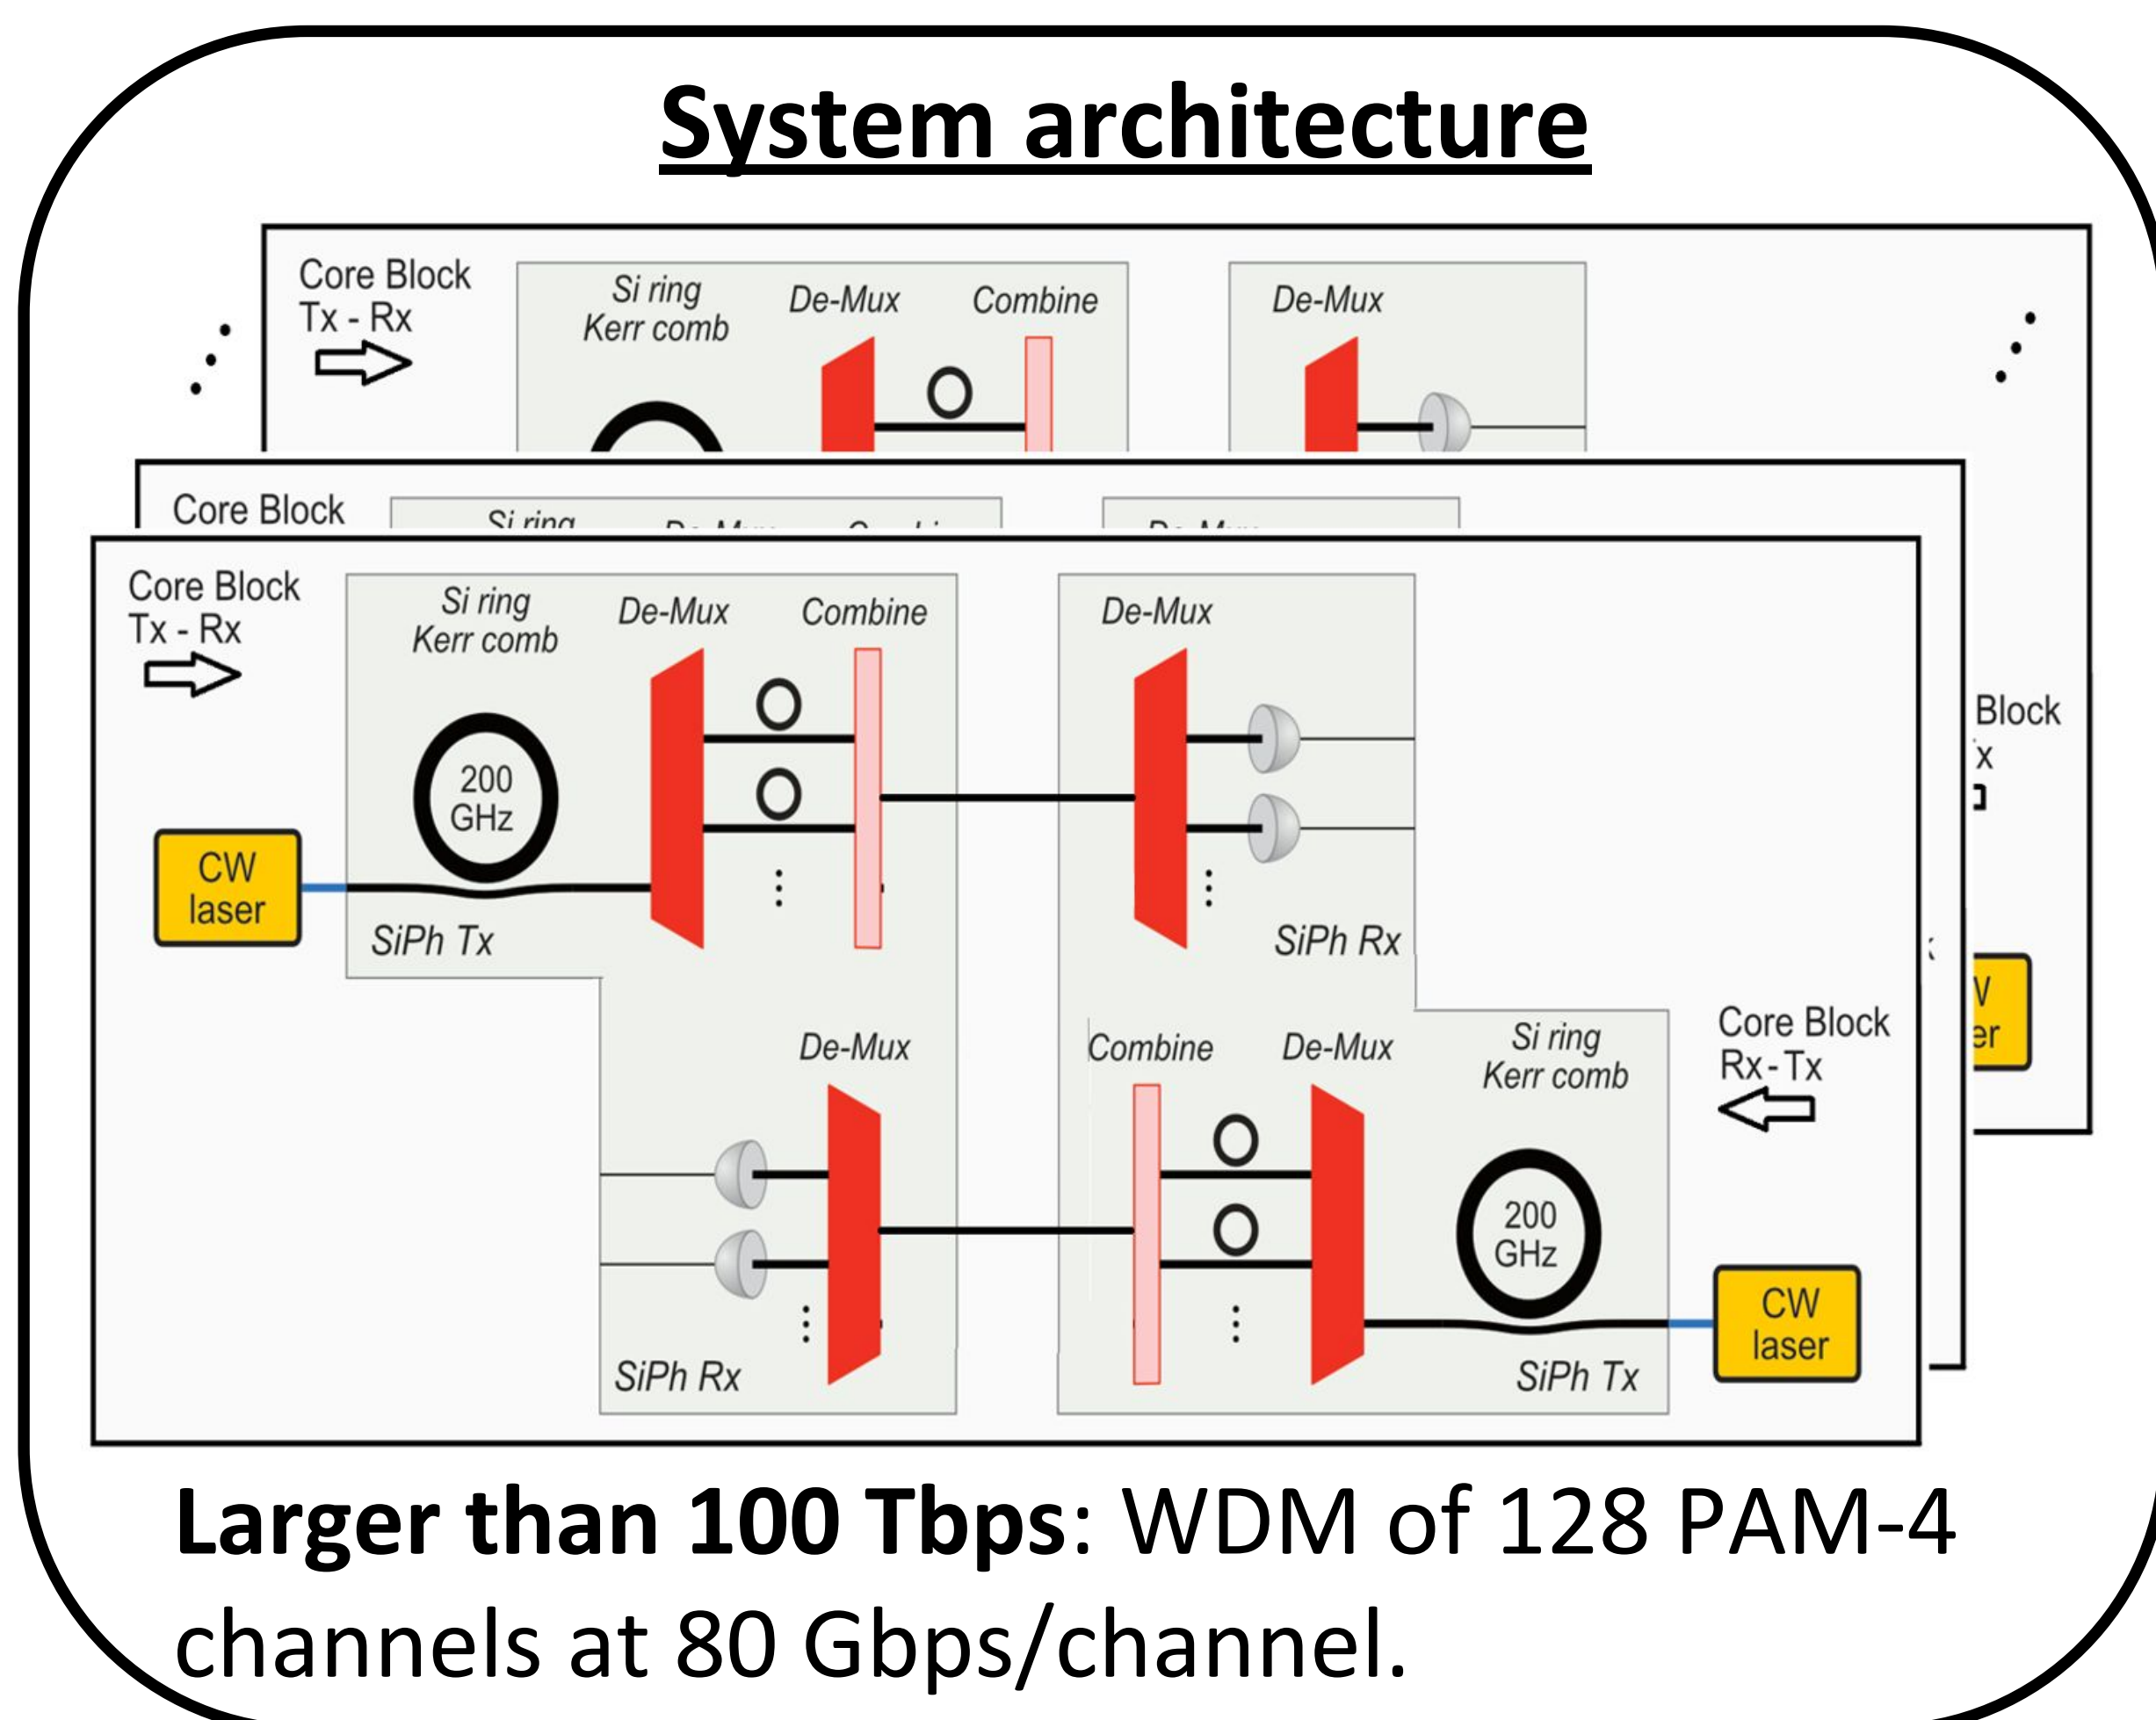 System architecture
Core Block
Tx - Rx
Si ring
Kerr comb
De-Mux
Combine
De-Mux
Core Block
Si ring
Core Block
Tx - Rx
Si ring
Kerr comb
De-Mux
Combine
De-Mux
200
GHz
CW
laser
SiPh Tx
SiPh Rx
Block
De-Mux
Combine
De-Mux
Si ring
Kerr comb
Core Block
Rx - Tx
200
GHz
CW
laser
SiPh Rx
SiPh Tx
Larger than 100 Tbps: WDM of 128 PAM-4
channels at 80 Gbps/channel.